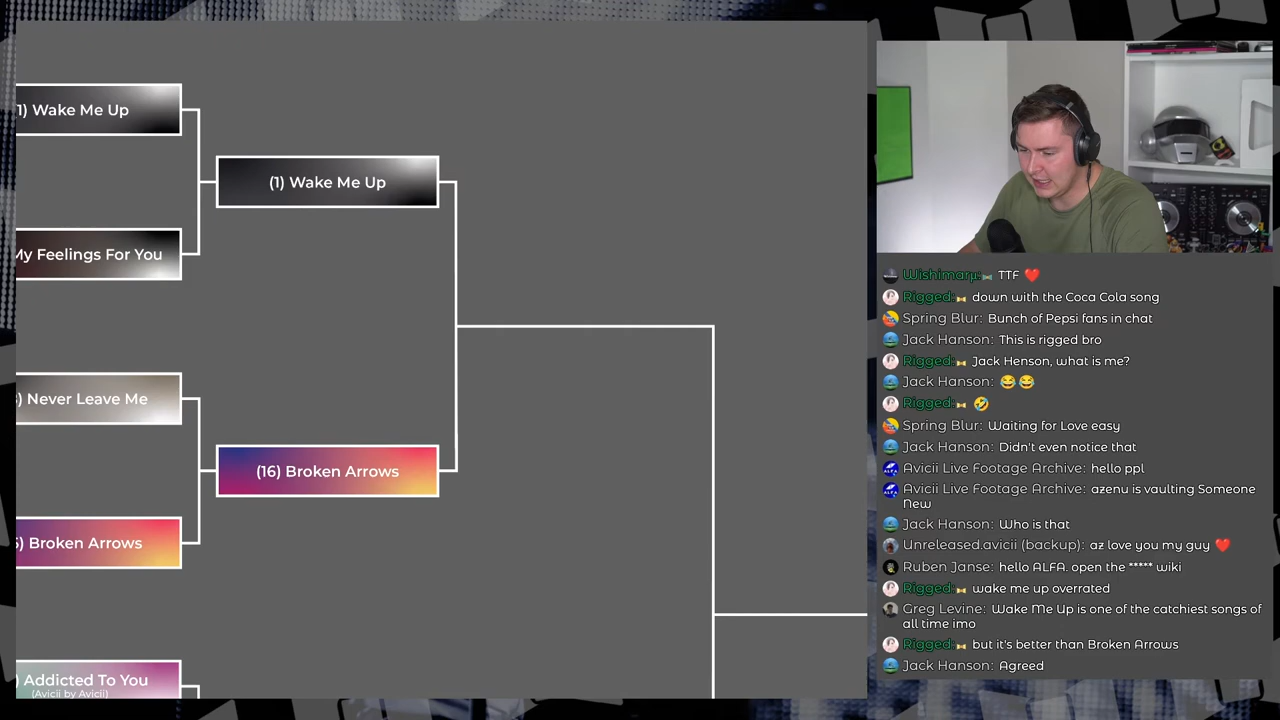 1) Wake Me Up
(1) Wake Me Up
My Feelings For You
) Never Leave Me
(16) Broken Arrows
) Broken Arrows
) Addicted To You
(Avicii by Avicii)
Wishimaru: TTF ❤️
Rigged: down with the Coca Cola song
Spring Blur: Bunch of Pepsi fans in chat
Jack Hanson: This is rigged bro
Rigged: Jack Henson, what is me?
Jack Hanson: 😂😂
Rigged: 🤣
Spring Blur: Waiting for Love easy
Jack Hanson: Didn't even notice that
Avicii Live Footage Archive: hello ppl
Avicii Live Footage Archive: azenu is vaulting Someone
New
Jack Hanson: Who is that
Unreleased.avicii (backup): az love you my guy ❤️
Ruben Janse: hello ALFA. open the ***** wiki
Rigged: wake me up overrated
Greg Levine: Wake Me Up is one of the catchiest songs of
all time imo
Rigged: but it's better than Broken Arrows
Jack Hanson: Agreed